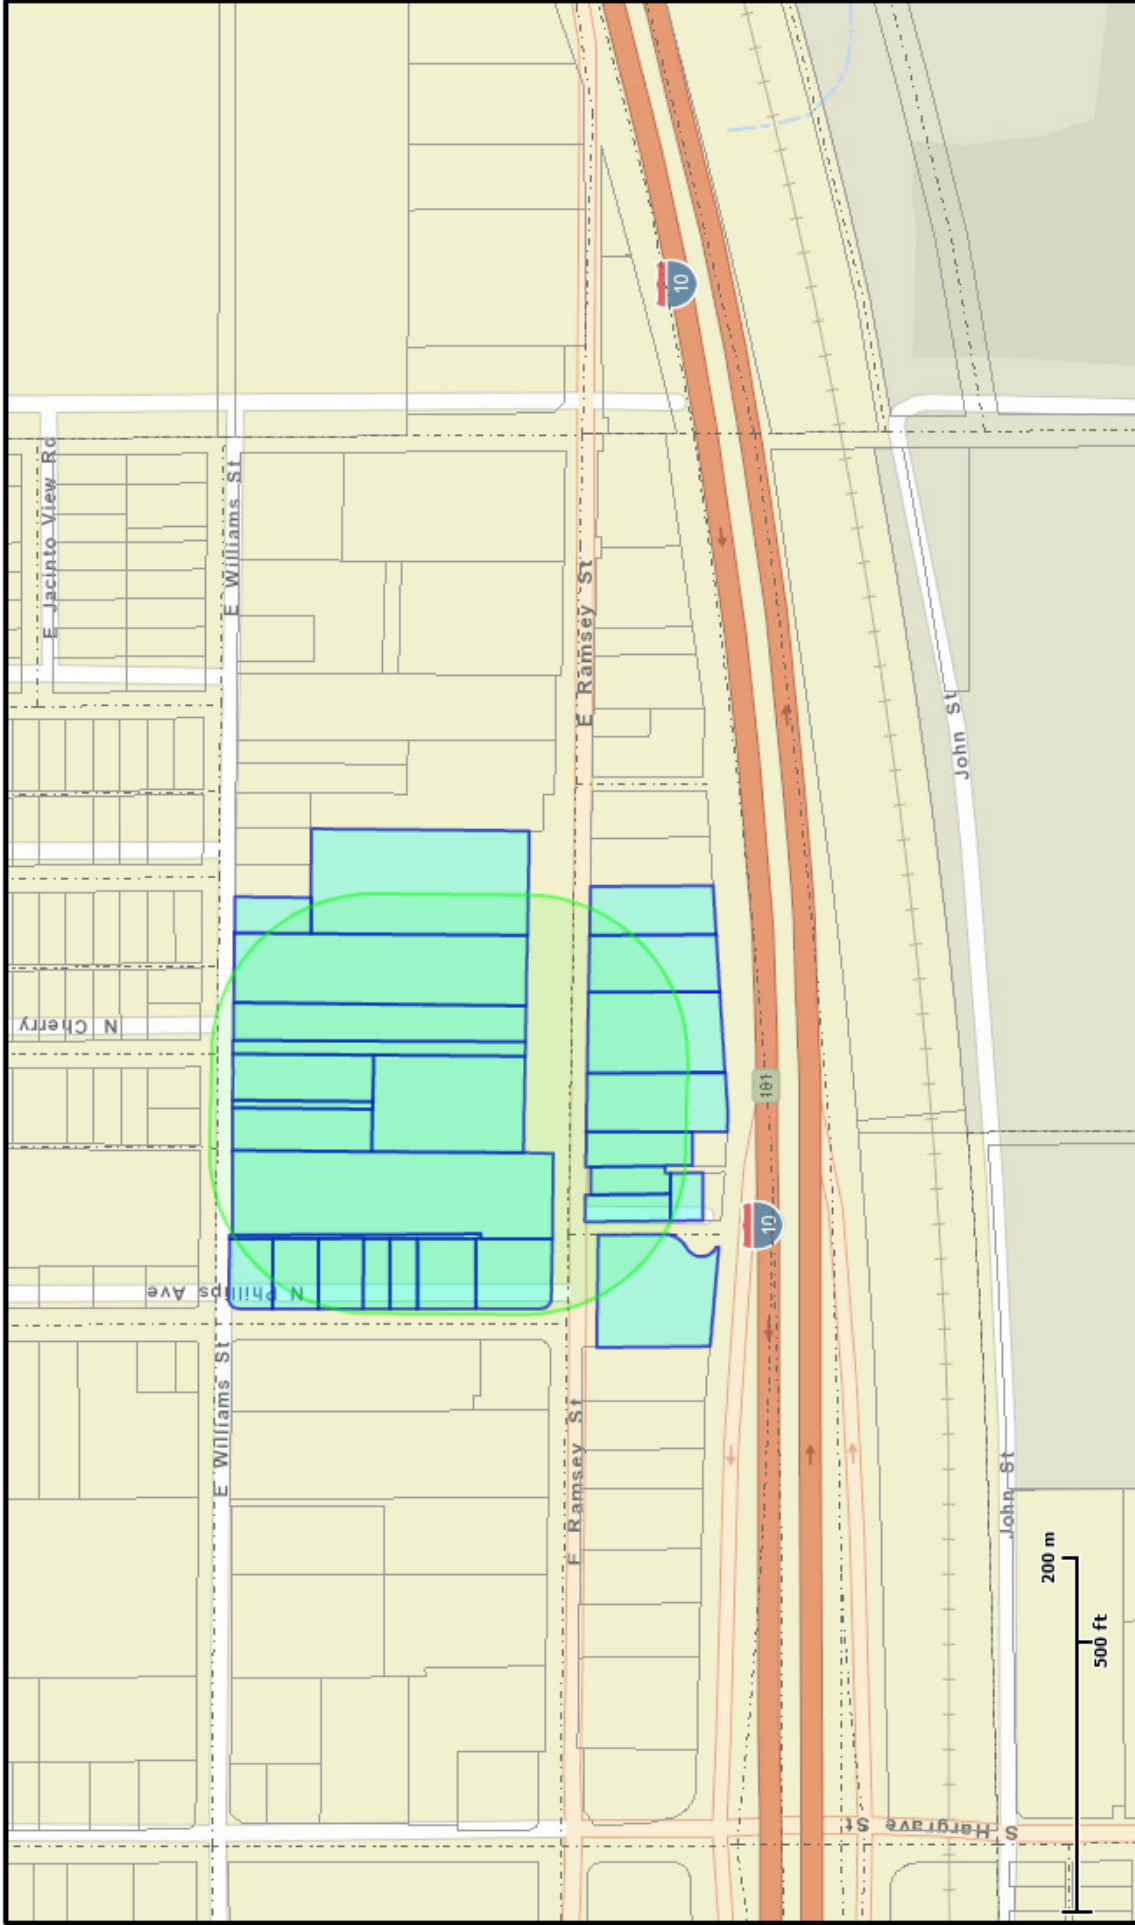 E Jacinto View Rd
E Williams St
E Ramsey St
10
John St
N Cherry
101
10
N Phillips Ave
E Williams St
E Ramsey St
John St
200 m
500 ft
S Hargrave St